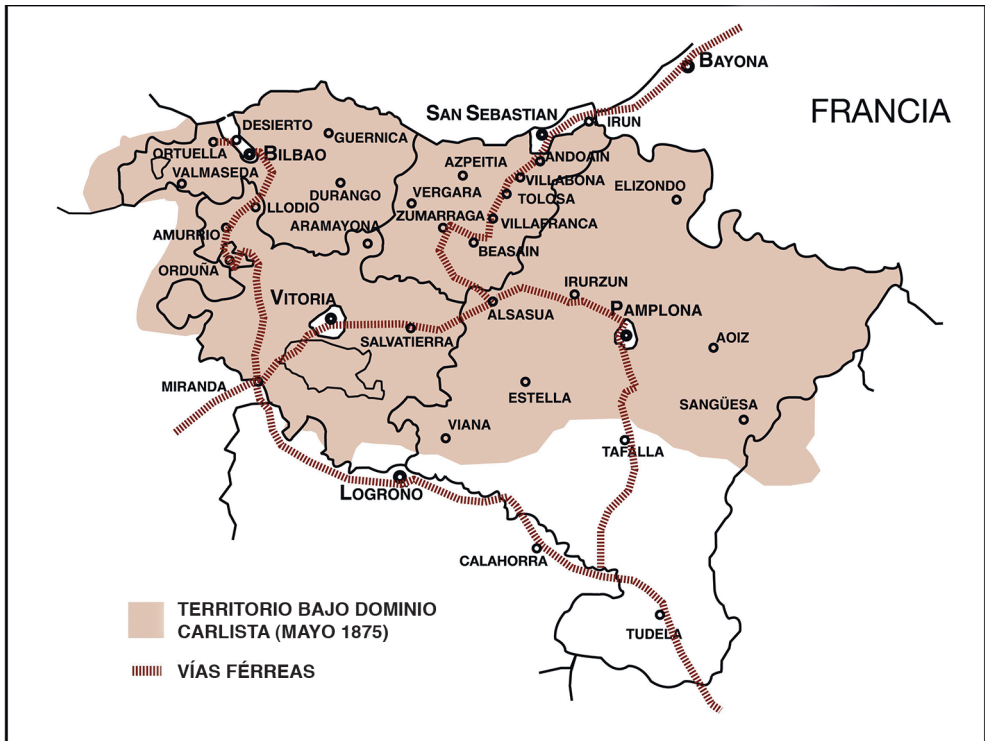 BAYONA
FRANCIA
SAN SEBASTIAN
IRUN
DESIERTO
GUERNICA
ORTUELLA
BILBAO
ANDOAIN
AZPEITIA
VALMASEDA
VILLABONA
ELIZONDO
DURANGO
VERGARA
TOLOSA
LLODIO
ZUMARRAGA
VILLAFRANCA
ARAMAYONA
AMURRIO
BEASAIN
ORDUÑA
IRURZUN
VITORIA
ALSASUA
PAMPLONA
SALVATIERRA
AOIZ
MIRANDA
ESTELLA
SANGÜESA
VIANA
TAFALLA
LOGROÑO
CALAHORRA
TERRITORIO BAJO DOMINIO
CARLISTA (MAYO 1875)
TUDELA
VÍAS FÉRREAS